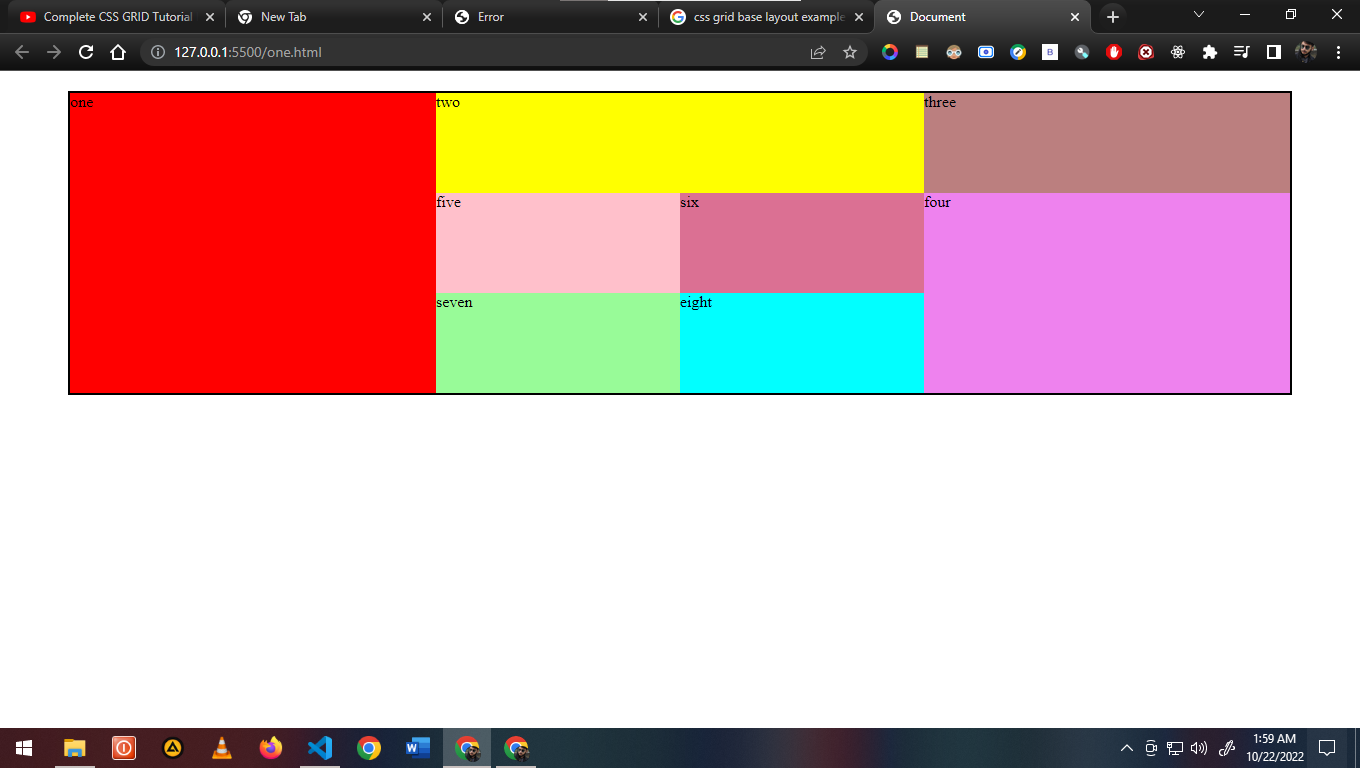 Complete CSS GRID Tutorial
New Tab
Error
css grid base layout example
Document
127.0.0.1:5500/one.html
one
two
three
five
six
four
seven
eight
1:59 AM
10/22/2022